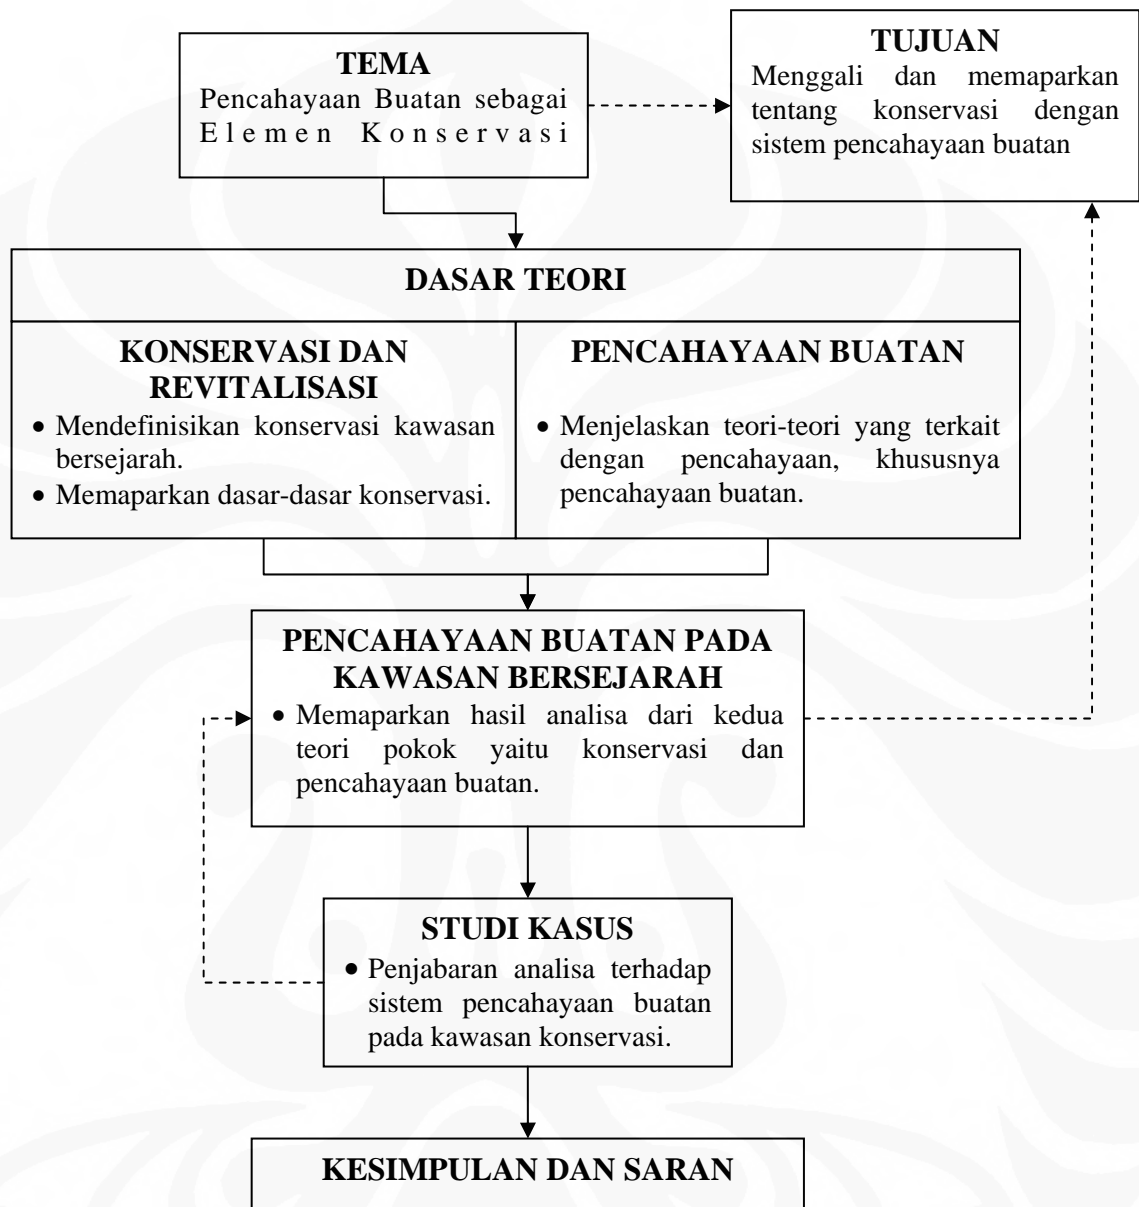 TEMA
Pencahayaan Buatan sebagai
Elemen Konservasi
TUJUAN
Menggali dan memaparkan
tentang konservasi dengan
sistem pencahayaan buatan
DASAR TEORI
KONSERVASI DAN
REVITALISASI
• Mendefinisikan konservasi kawasan
bersejarah.
• Memaparkan dasar-dasar konservasi.
PENCAHAYAAN BUATAN
• Menjelaskan teori-teori yang terkait
dengan pencahayaan, khususnya
pencahayaan buatan.
PENCAHAYAAN BUATAN PADA
KAWASAN BERSEJARAH
• Memaparkan hasil analisa dari kedua
teori pokok yaitu konservasi dan
pencahayaan buatan.
STUDI KASUS
• Penjabaran analisa terhadap
sistem pencahayaan buatan
pada kawasan konservasi.
KESIMPULAN DAN SARAN